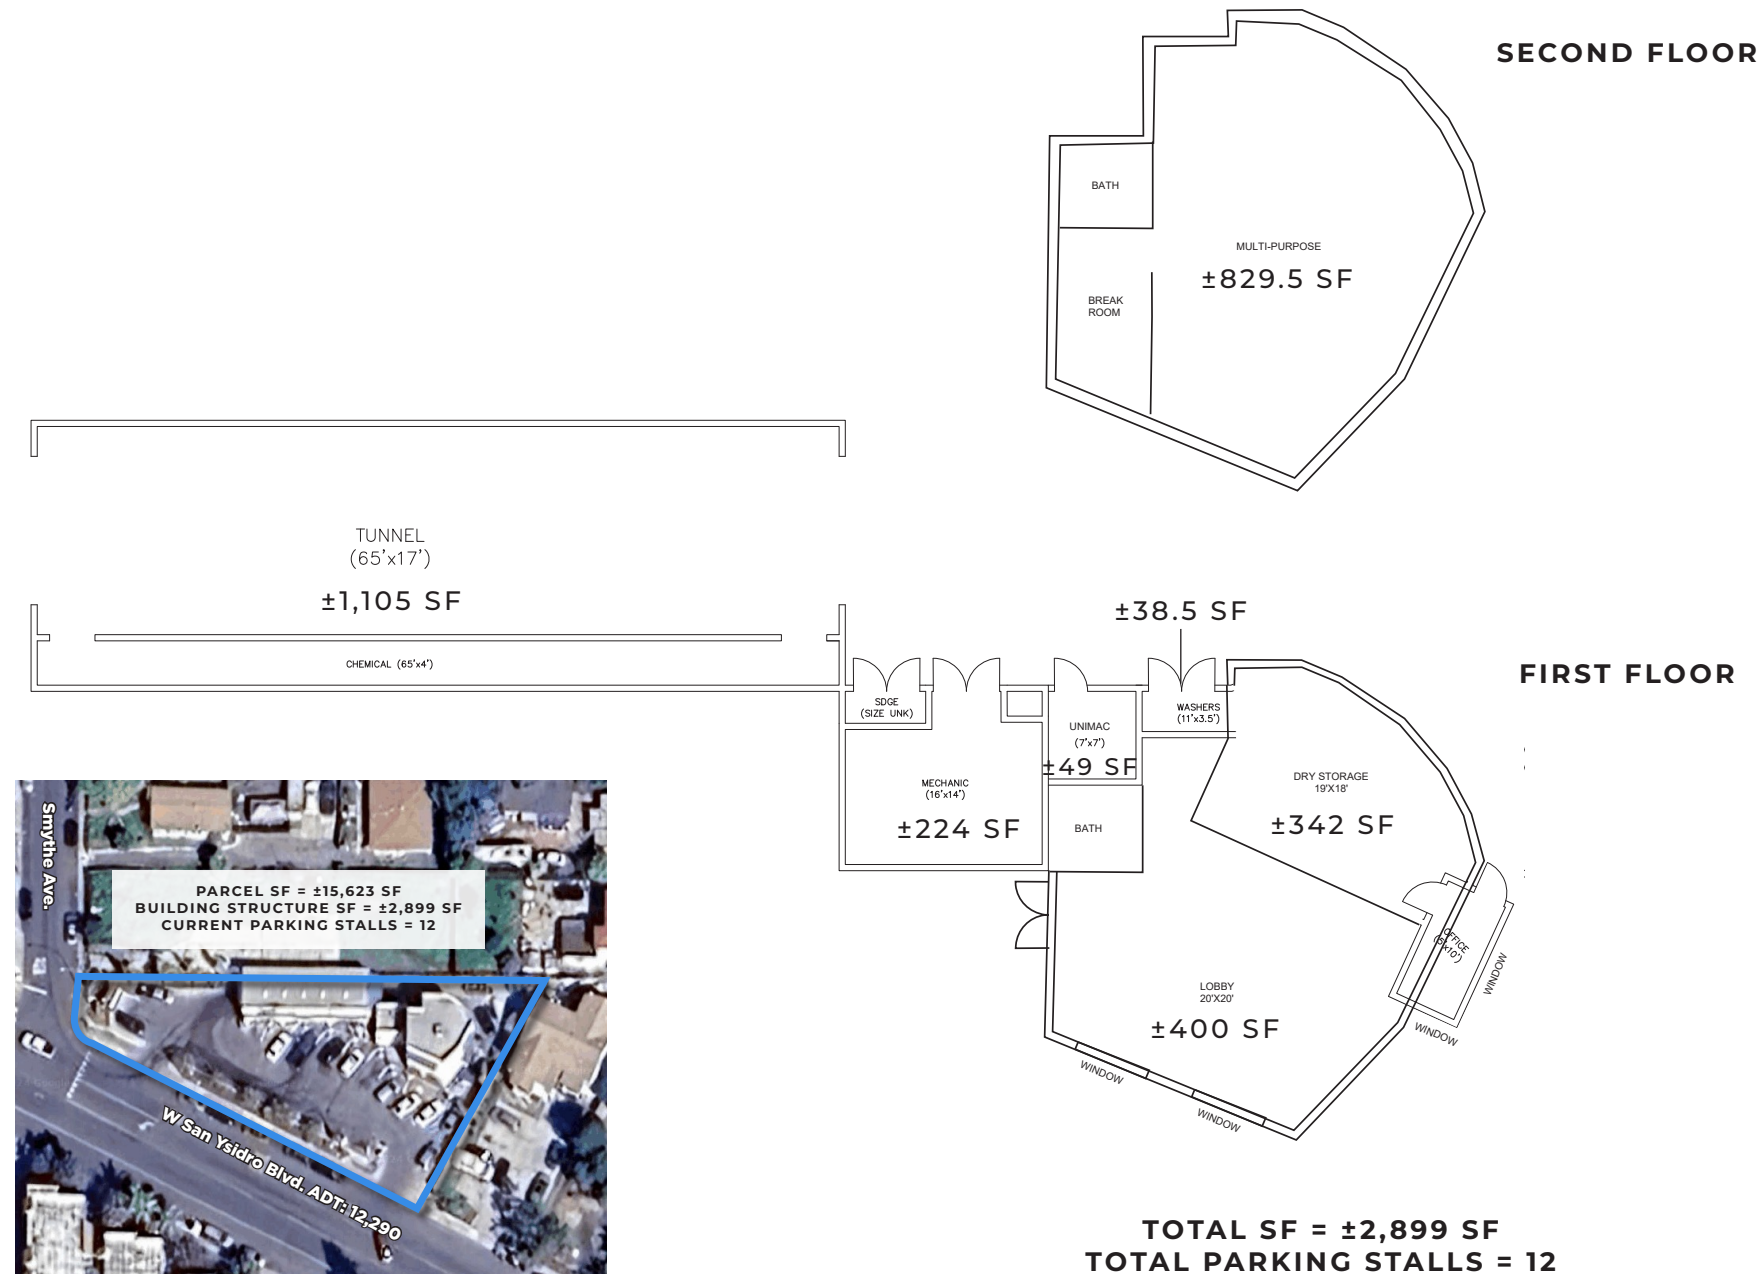 SECOND FLOOR
BATH
MULTI-PURPOSE
±829.5 SF
BREAK
ROOM
TUNNEL
(65'x17')
±1,105 SF
CHEMICAL (65'x4')
±38.5 SF
FIRST FLOOR
SDGE
(SIZE UNK)
WASHERS
(11'x3.5')
UNIMAC
(7'x7')
±49 SF
MECHANIC
(16'x14')
±224 SF
BATH
DRY STORAGE
19'X18'
±342 SF
OFFICE
(5'x10')
WINDOW
WINDOW
LOBBY
20'X20'
±400 SF
WINDOW
WINDOW
Smythe Ave.
PARCEL SF = ±15,623 SF
BUILDING STRUCTURE SF = ±2,899 SF
CURRENT PARKING STALLS = 12
W San Ysidro Blvd. ADT: 12,290
TOTAL SF = ±2,899 SF
TOTAL PARKING STALLS = 12